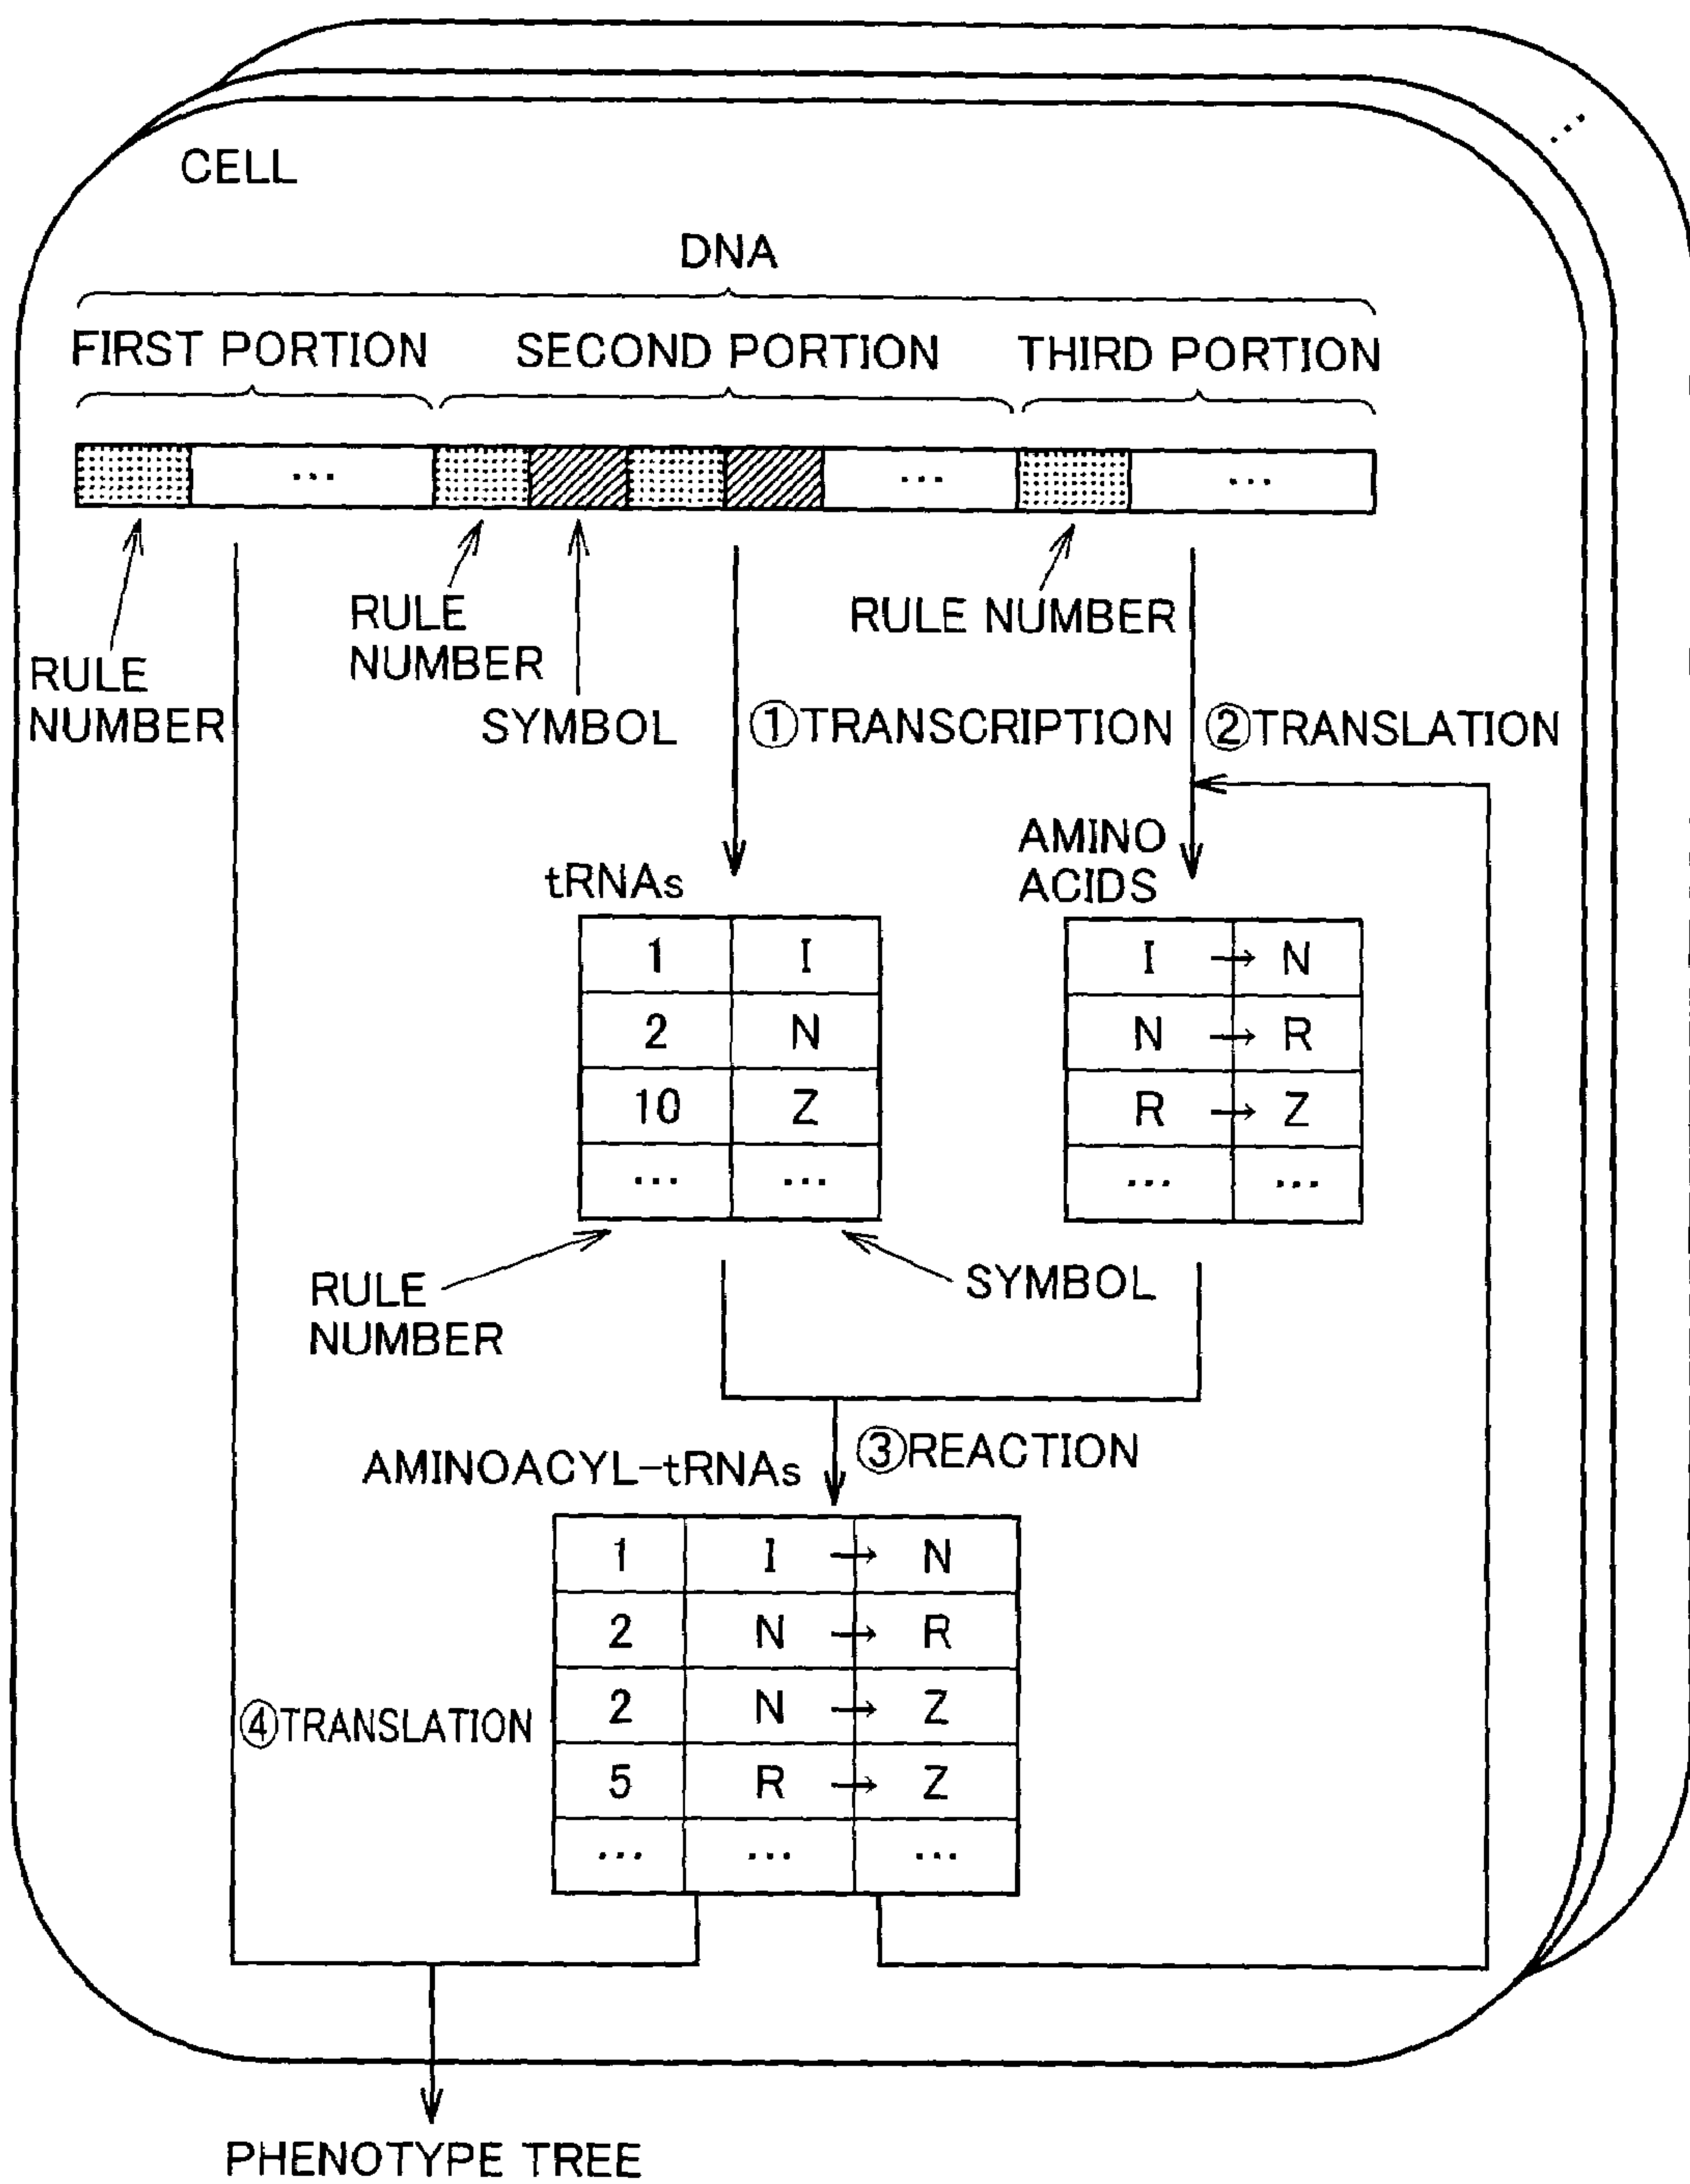 CELL
DNA
FIRST PORTION SECOND PORTION THIRD PORTION
... ... ...
RULE
NUMBER
RULE
NUMBER
SYMBOL
RULE NUMBER
①TRANSCRIPTION
②TRANSLATION
tRNAs
1 I
2 N
10 Z
... ...
AMINO
ACIDS
I → N
N → R
R → Z
... ...
RULE
NUMBER
SYMBOL
③REACTION
AMINOACYL-tRNAs
1 I → N
2 N → R
2 N → Z
5 R → Z
... ... ...
④TRANSLATION
PHENOTYPE TREE